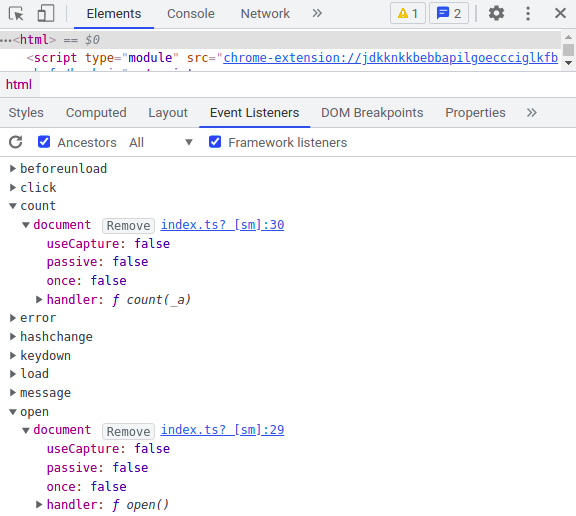 Elements Console Network » 1 2
<html> == $0
<script type="module" src="chrome-extension://jdkknkkbebbapilgoeccciglkfb
html
Styles Computed Layout Event Listeners DOM Breakpoints Properties »
Ancestors All Framework listeners
beforeunload
click
count
document Remove index.ts? [sm]:30
useCapture: false
passive: false
once: false
handler: ƒ count(_a)
error
hashchange
keydown
load
message
open
document Remove index.ts? [sm]:29
useCapture: false
passive: false
once: false
handler: ƒ open()